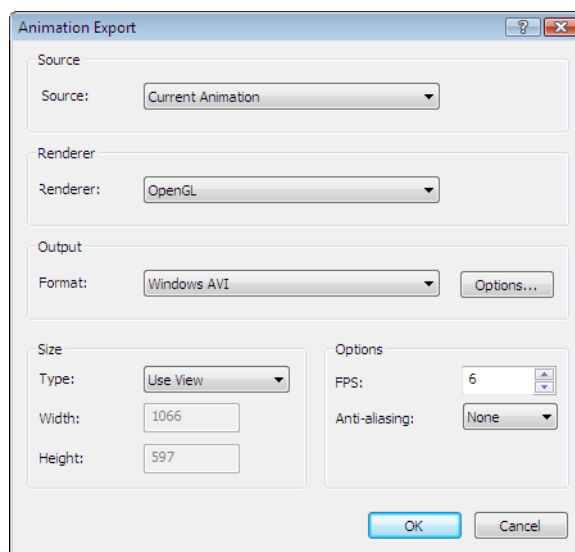 Animation Export
Source
Source: Current Animation
Renderer
Renderer: OpenGL
Output
Format: Windows AVI Options...
Size Options
Type: Use View FPS: 6
Width: 1066 Anti-aliasing: None
Height: 597
OK Cancel